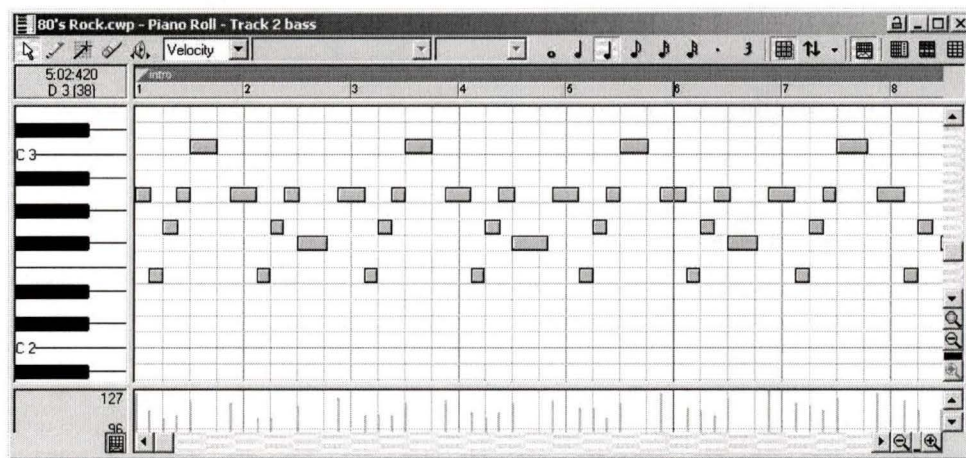 80's Rock.cwp - Piano Roll - Track 2 bass
Velocity
3
5:02:420
D 3 (38)
intro
1 2 3 4 5 6 7 8
C 3
C 2
127
96